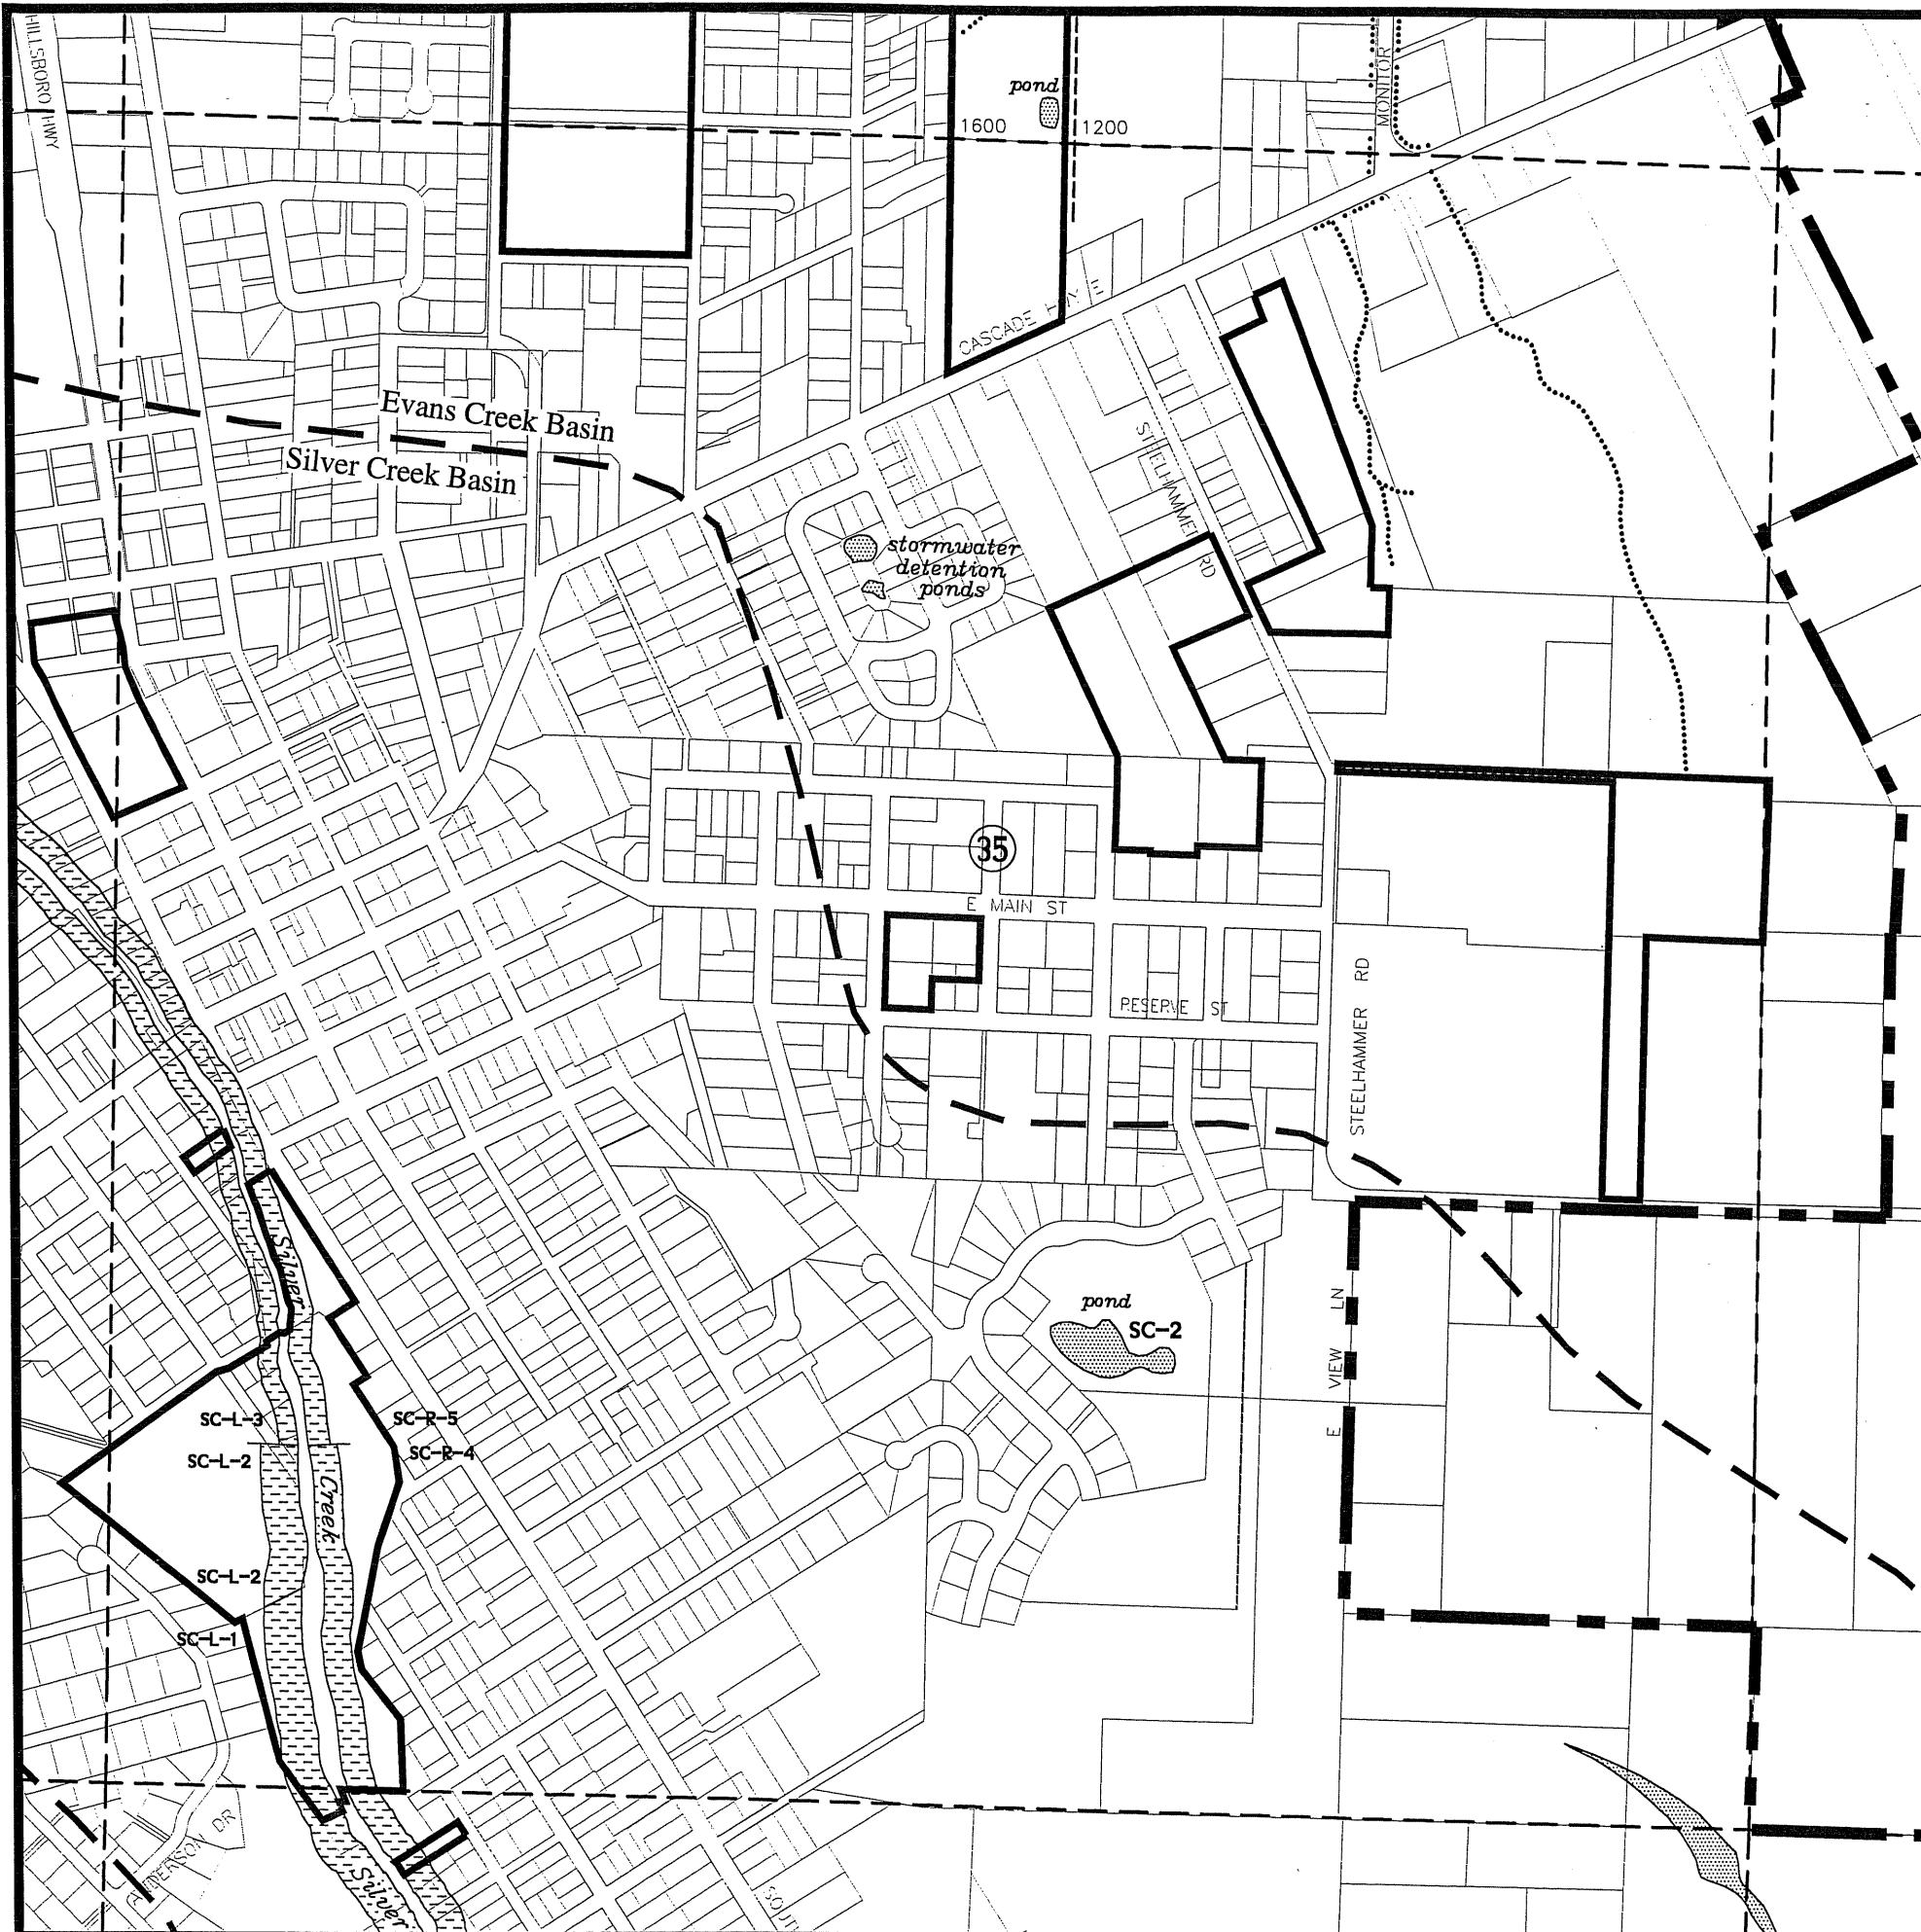 HILLSBORO HWY
pond
1600
1200
MONITOR
CASCADE HWY E
Evans Creek Basin
Silver Creek Basin
STEELHAMMER RD
stormwater
detention
ponds
35
E MAIN ST
RESERVE ST
STEELHAMMER RD
Silver
pond
SC-2
E VIEW LN
SC-L-3
SC-R-5
SC-L-2
SC-R-4
Creek
SC-L-2
SC-L-1
ANDERSON DR
Silver
SOUTH